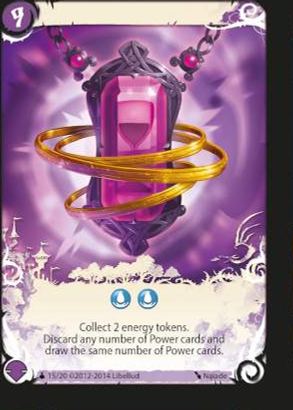 9
Collect 2 energy tokens.
Discard any number of Power cards and
draw the same number of Power cards.
15/20 ©2012-2014 Libellud Naïade